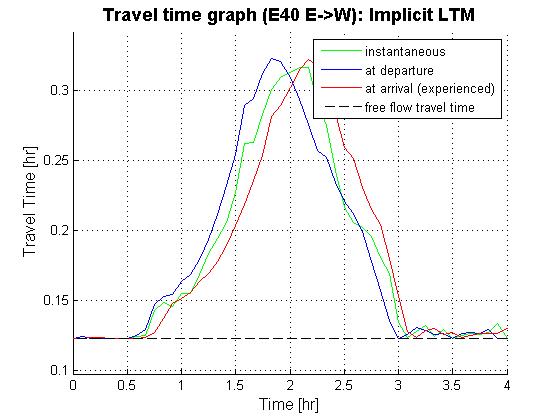 Travel time graph (E40 E->W): Implicit LTM
instantaneous
at departure
at arrival (experienced)
free flow travel time
Travel Time [hr]
0.3
0.25
0.2
0.15
0.1
0 0.5 1 1.5 2 2.5 3 3.5 4
Time [hr]